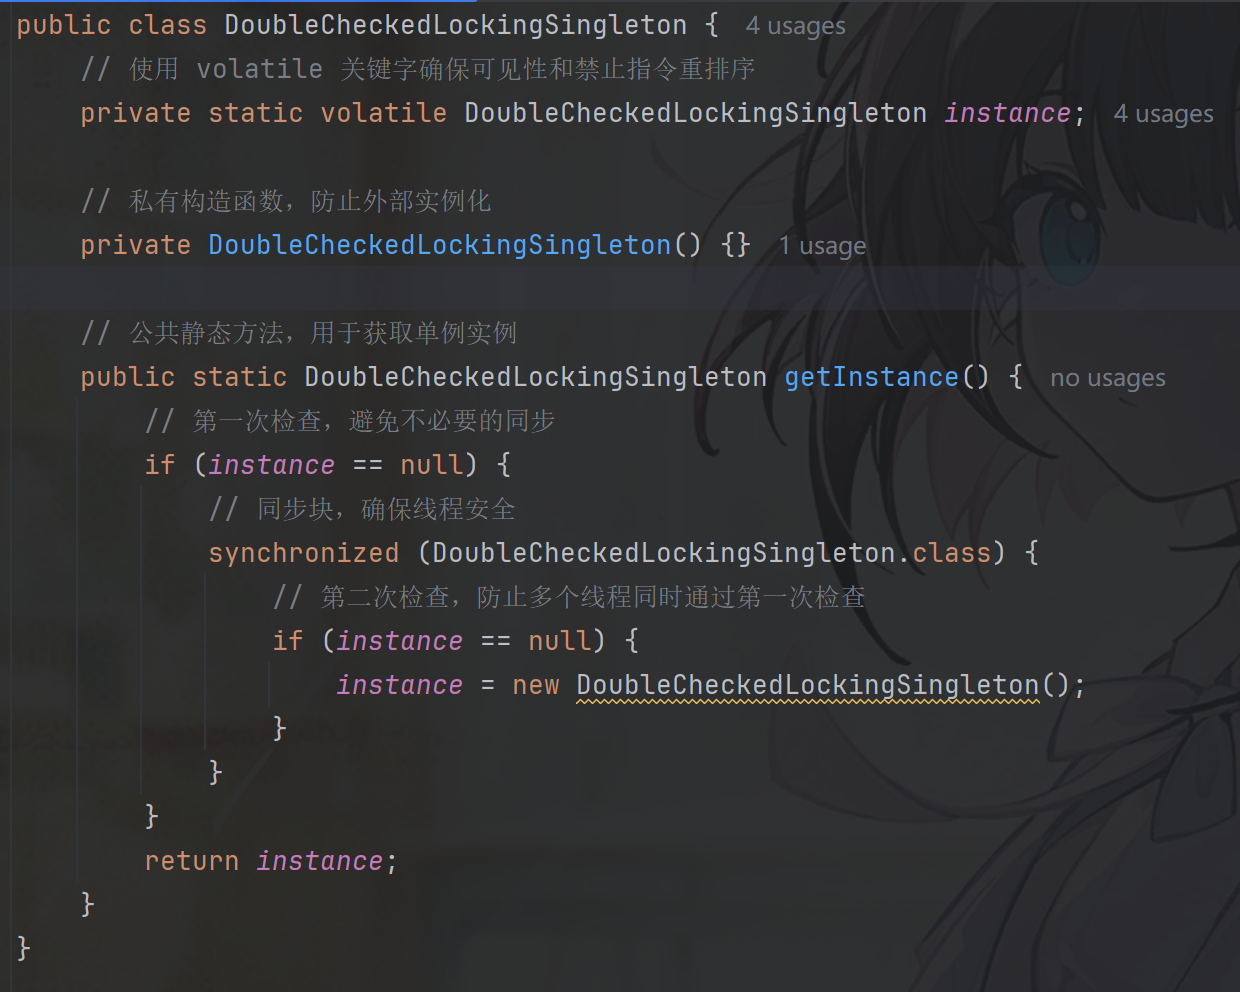 public class DoubleCheckedLockingSingleton { 4 usages
// 使用 volatile 关键字确保可见性和禁止指令重排序
private static volatile DoubleCheckedLockingSingleton instance; 4 usages
// 私有构造函数，防止外部实例化
private DoubleCheckedLockingSingleton() {} 1 usage
// 公共静态方法，用于获取单例实例
public static DoubleCheckedLockingSingleton getInstance() { no usages
// 第一次检查，避免不必要的同步
if (instance == null) {
// 同步块，确保线程安全
synchronized (DoubleCheckedLockingSingleton.class) {
// 第二次检查，防止多个线程同时通过第一次检查
if (instance == null) {
instance = new DoubleCheckedLockingSingleton();
}
}
}
return instance;
}
}